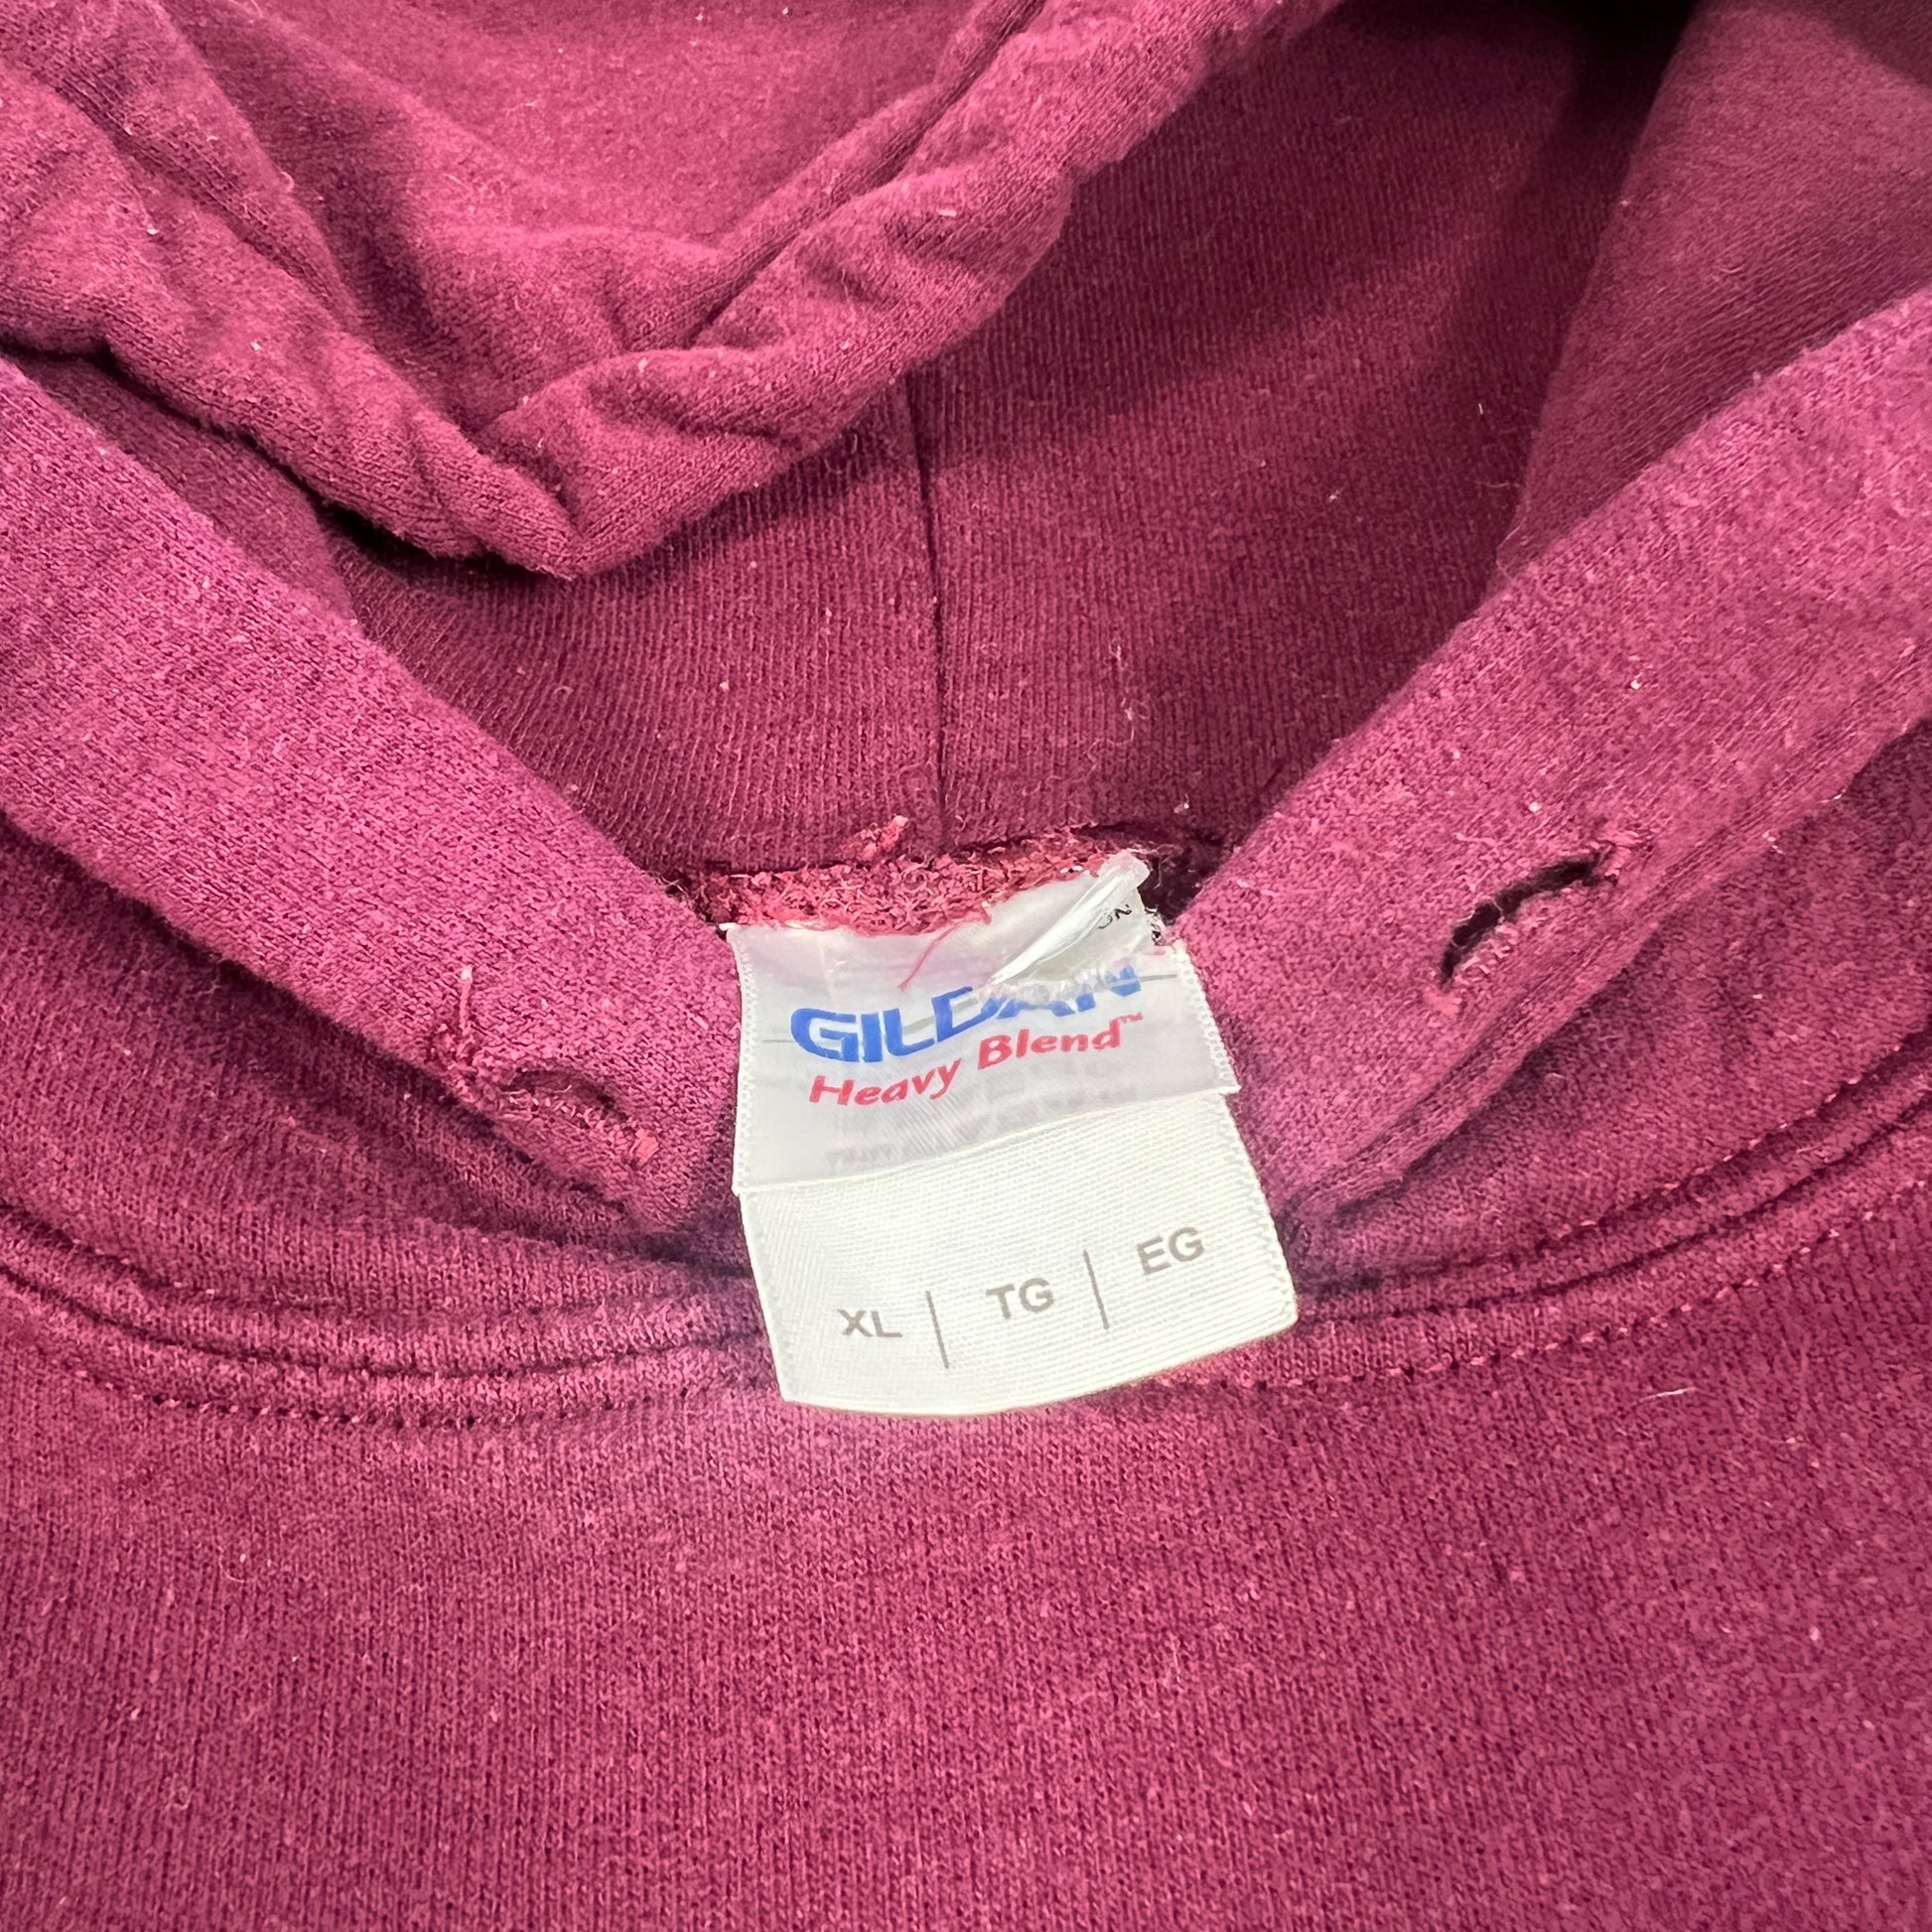 GILDAN
Heavy Blend™
XL | TG | EG